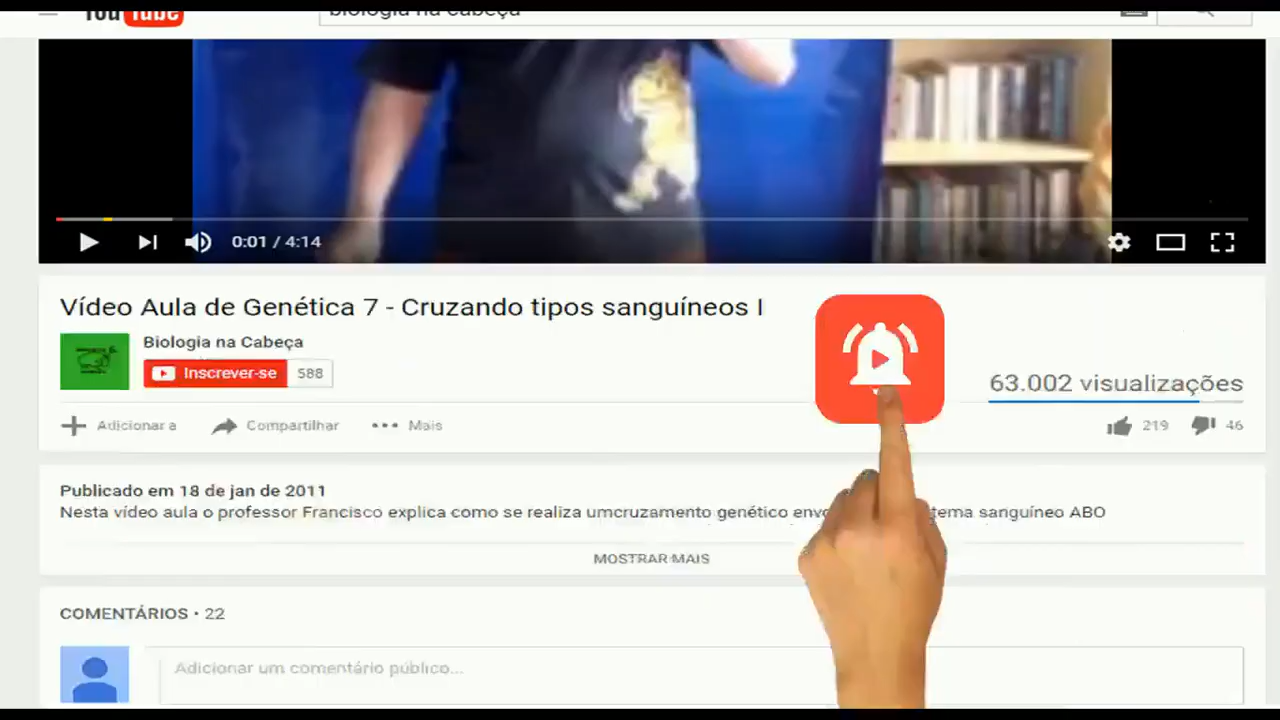 YouTube
biologia na cabeça
0:01 / 4:14
Vídeo Aula de Genética 7 - Cruzando tipos sanguíneos I
Biologia na Cabeça
Inscrever-se 588
63.002 visualizações
Adicionar a Compartilhar Mais
219 46
Publicado em 18 de jan de 2011
Nesta vídeo aula o professor Francisco explica como se realiza umcruzamento genético sanguíneo ABO
MOSTRAR MAIS
COMENTÁRIOS • 22
Adicionar um comentário público...